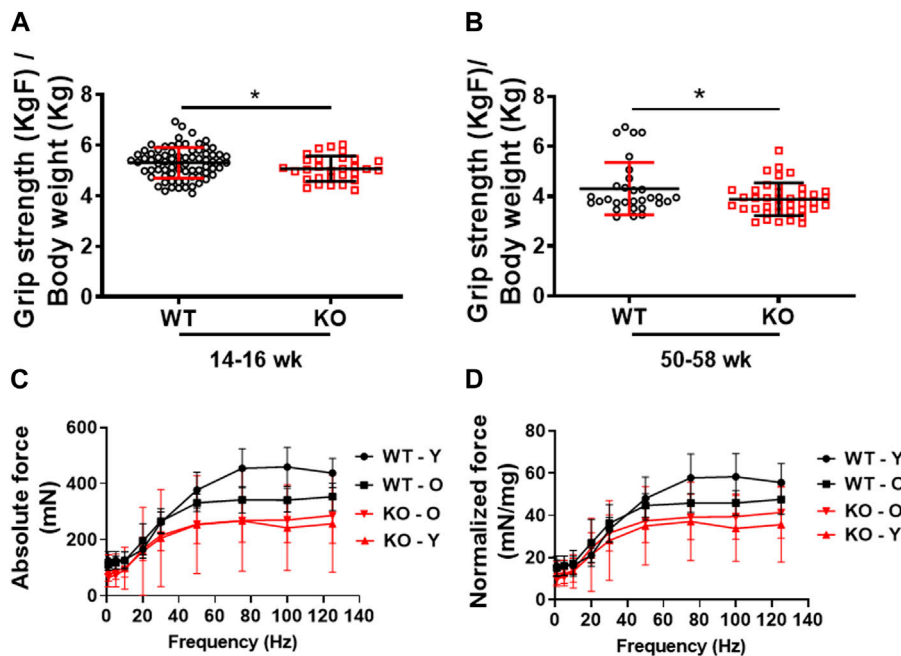 A
Grip strength (KgF) /
Body weight (Kg)
8
6
4
2
0
*
WT
KO
14-16 wk
B
Grip strength (KgF)/
Body weight (Kg)
8
6
4
2
0
*
WT
KO
50-58 wk
C
Absolute force
(mN)
600
400
200
0
0 20 40 60 80 100 120 140
Frequency (Hz)
WT - Y
WT - O
KO - O
KO - Y
D
Normalized force
(mN/mg)
80
60
40
20
0
0 20 40 60 80 100 120 140
Frequency (Hz)
WT - Y
WT - O
KO - O
KO - Y